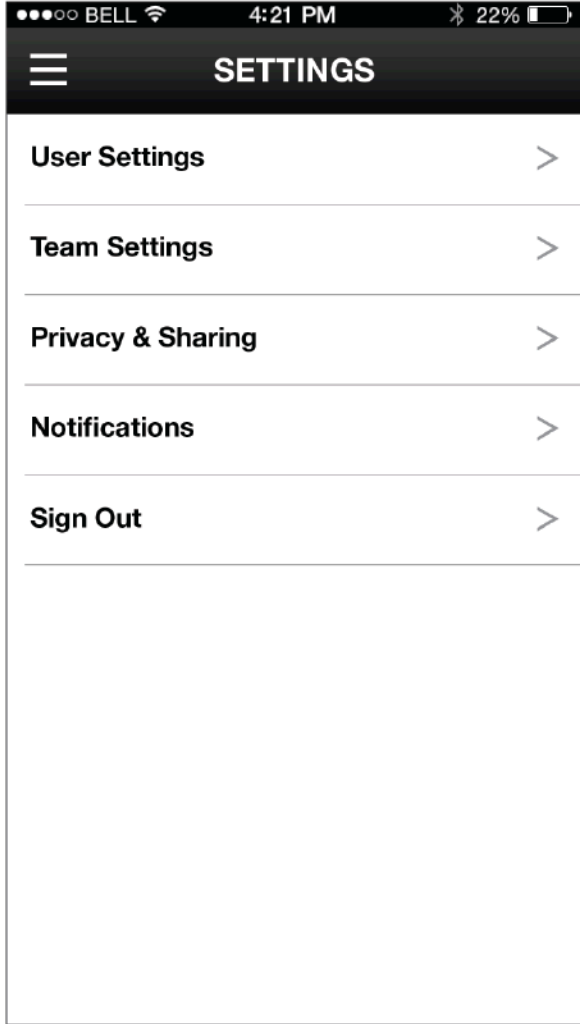 BELL 4:21 PM 22%
SETTINGS
User Settings
Team Settings
Privacy & Sharing
Notifications
Sign Out